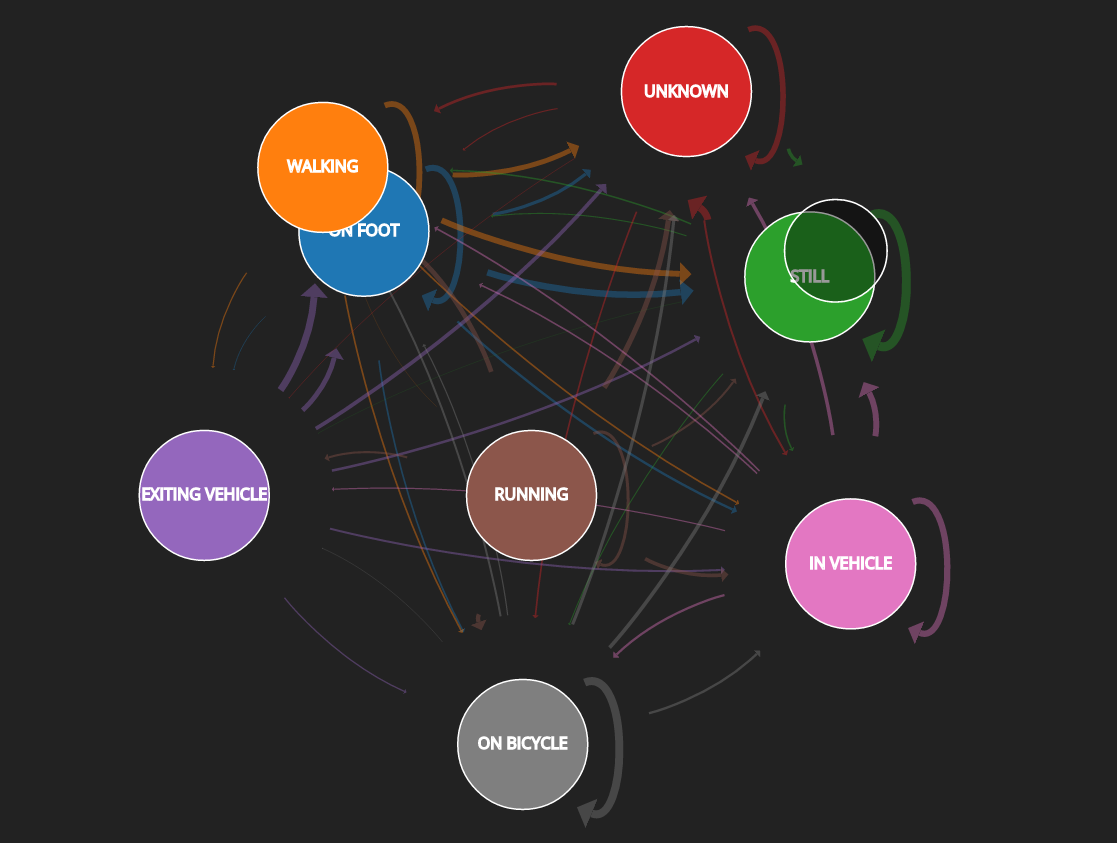 UNKNOWN
WALKING
ON FOOT
STILL
EXITING VEHICLE
RUNNING
IN VEHICLE
ON BICYCLE